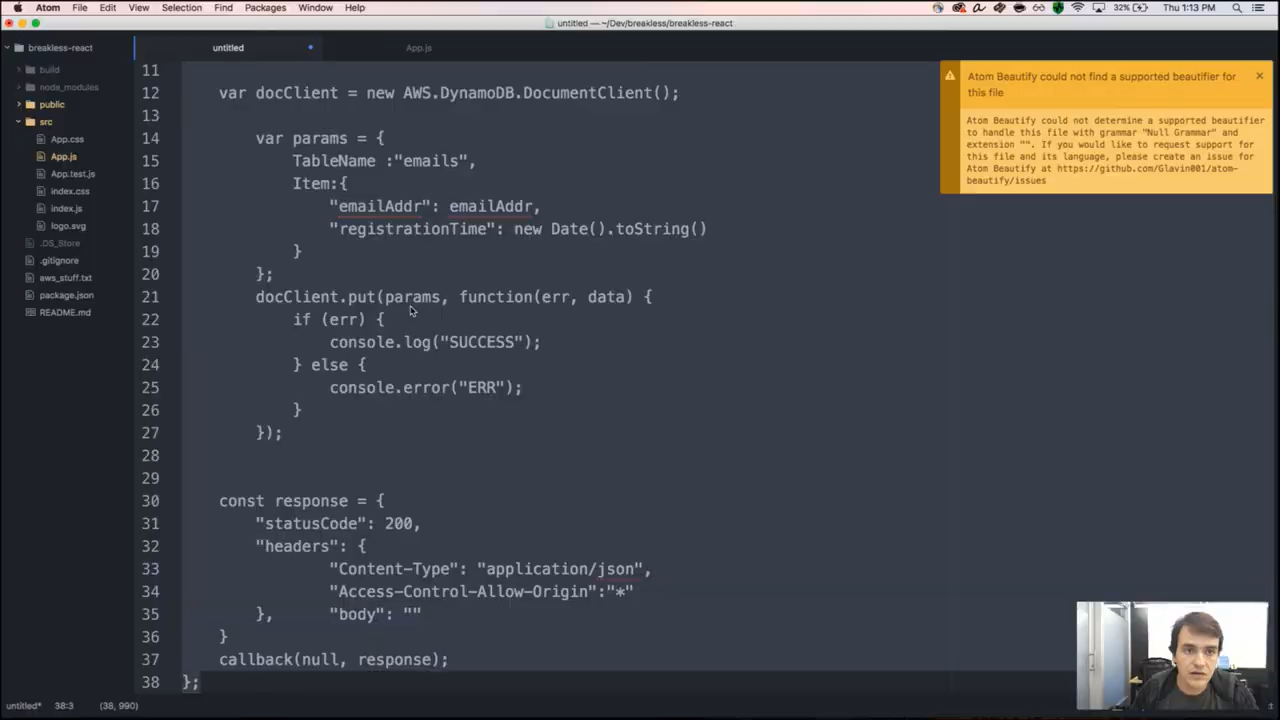 Atom File Edit View Selection Find Packages Window Help
32% Thu 1:13 PM
untitled — ~/Dev/breakless/breakless-react
breakless-react
untitled
App.js
build
node_modules
public
src
App.css
App.js
App.test.js
index.css
index.js
logo.svg
.DS_Store
.gitignore
aws_stuff.txt
package.json
README.md
11
12 var docClient = new AWS.DynamoDB.DocumentClient();
13
14 var params = {
15 TableName :"emails",
16 Item:{
17 "emailAddr": emailAddr,
18 "registrationTime": new Date().toString()
19 }
20 };
21 docClient.put(params, function(err, data) {
22 if (err) {
23 console.log("SUCCESS");
24 } else {
25 console.error("ERR");
26 }
27 });
28
29
30 const response = {
31 "statusCode": 200,
32 "headers": {
33 "Content-Type": "application/json",
34 "Access-Control-Allow-Origin":"*"
35 }, "body": ""
36 }
37 callback(null, response);
38 };
Atom Beautify could not find a supported beautifier for
this file
Atom Beautify could not determine a supported beautifier
to handle this file with grammar "Null Grammar" and
extension "". If you would like to request support for
this file and its language, please create an issue for
Atom Beautify at https://github.com/Glavin001/atom-
beautify/issues
untitled* 38:3 (38, 990)